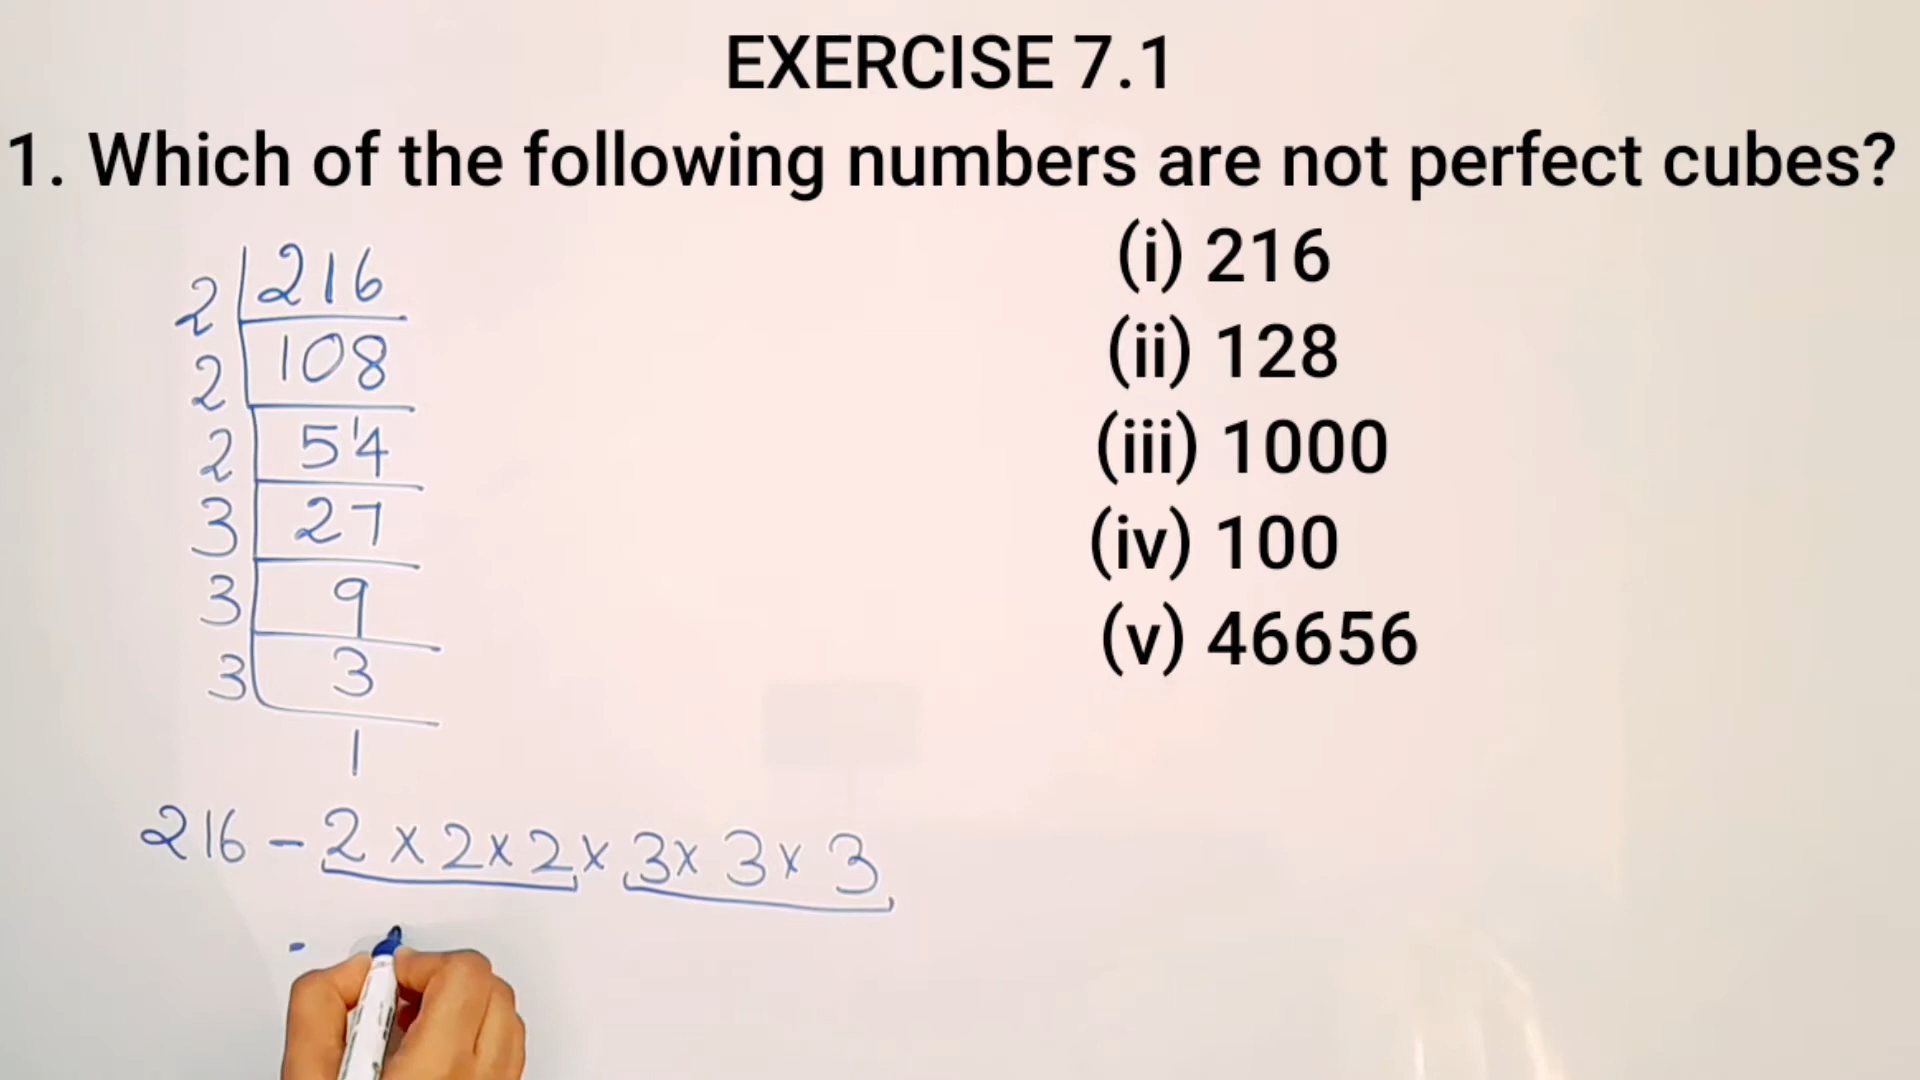 EXERCISE 7.1
1. Which of the following numbers are not perfect cubes?
(i) 216
(ii) 128
(iii) 1000
(iv) 100
(v) 46656
2 | 216
2 | 108
2 | 54
3 | 27
3 | 9
3 | 3
1
216 - 2 × 2 × 2 × 3 × 3 × 3